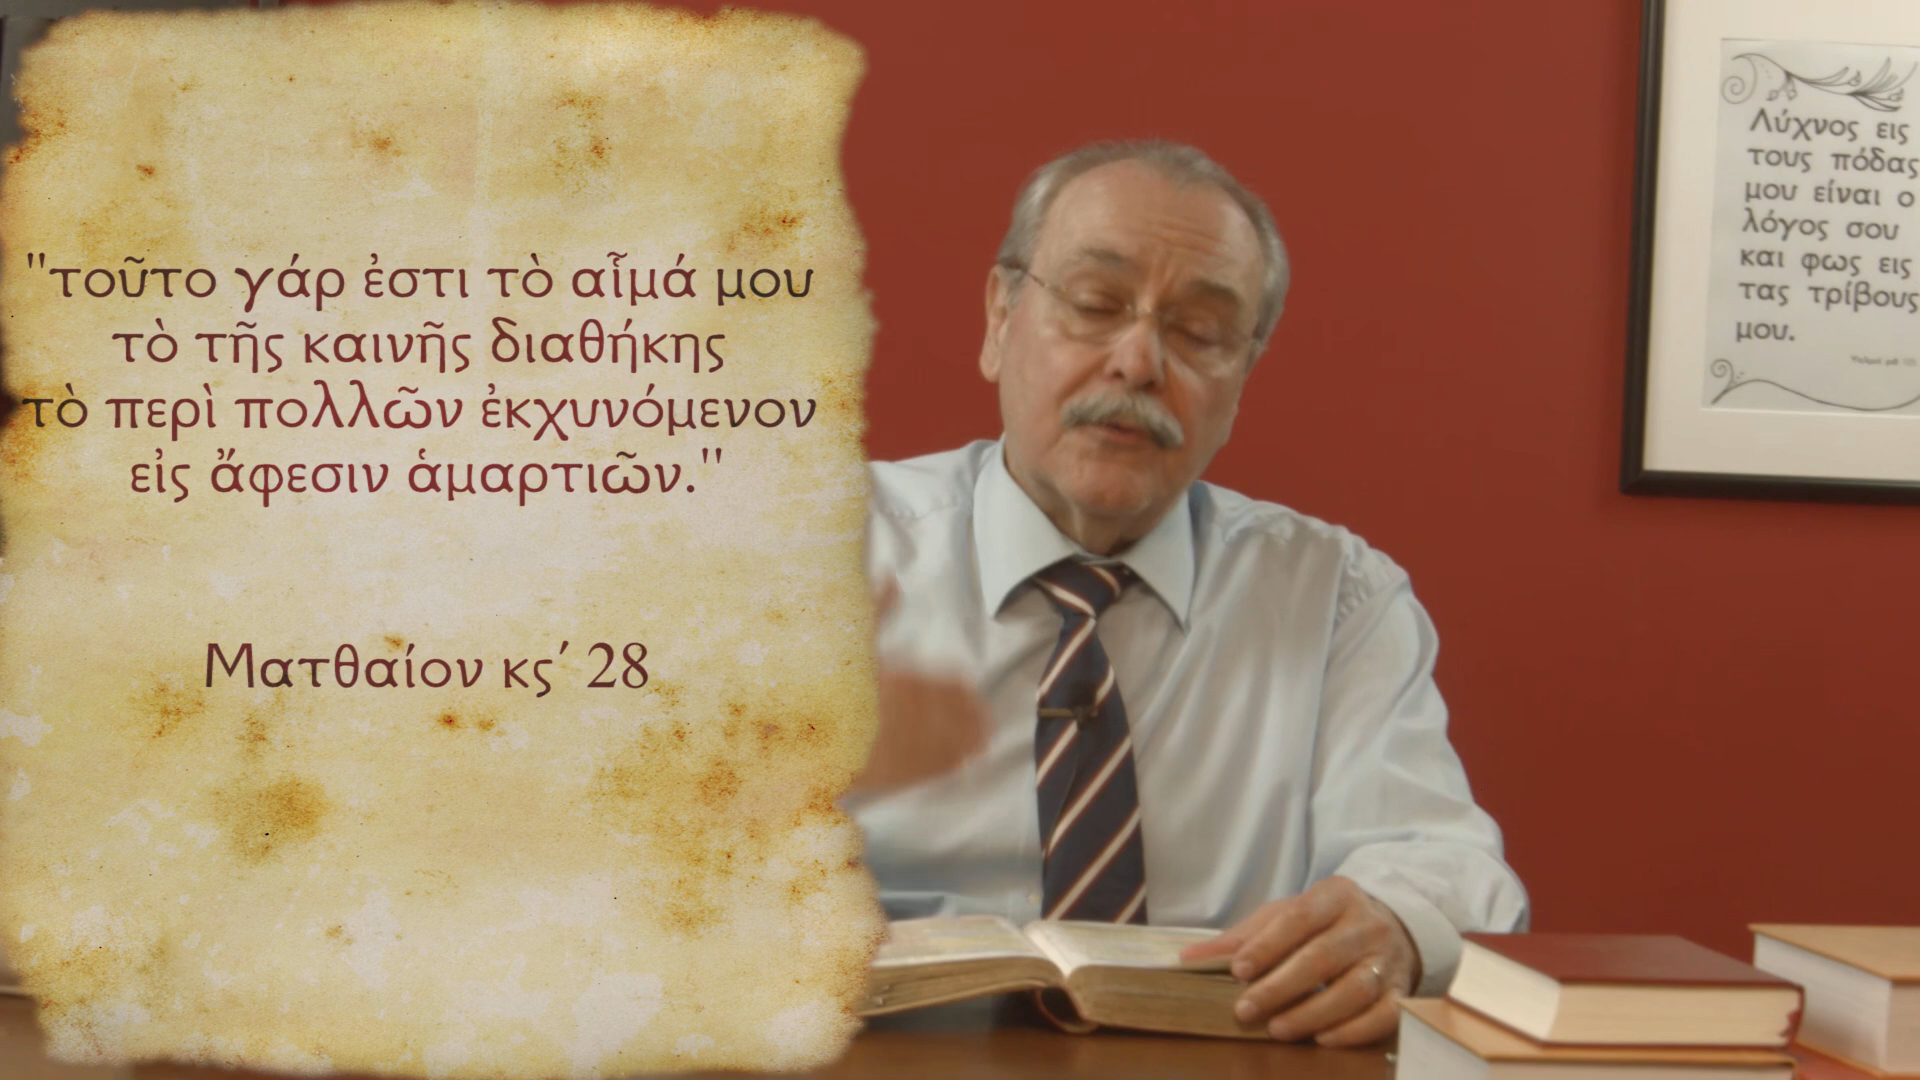 "τοῦτο γάρ ἐστι τὸ αἷμά μου
τὸ τῆς καινῆς διαθήκης
τὸ περὶ πολλῶν ἐκχυνόμενον
εἰς ἄφεσιν ἁμαρτιῶν."
Ματθαίον κς΄ 28
Λύχνος εις
τους πόδας
μου είναι ο
λόγος σου
και φως εις
τας τρίβους
μου.